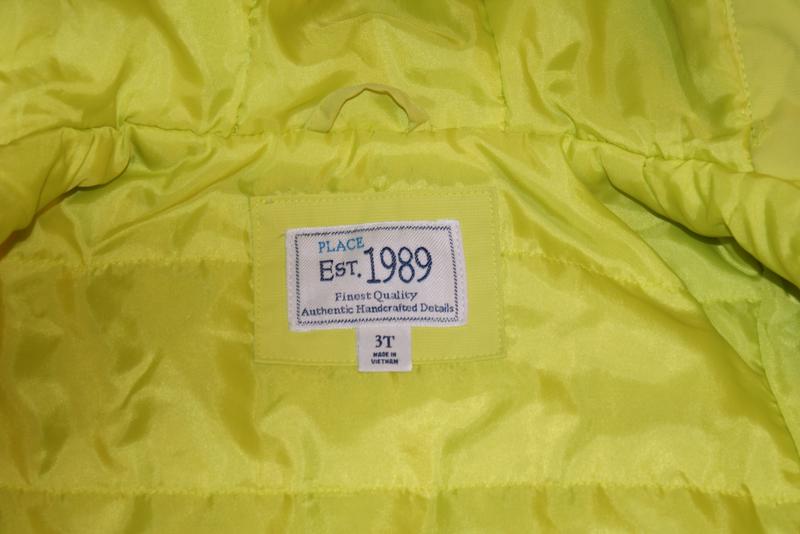 PLACE
EST. 1989
Finest Quality
Authentic Handcrafted Details
3T
MADE IN
VIETNAM